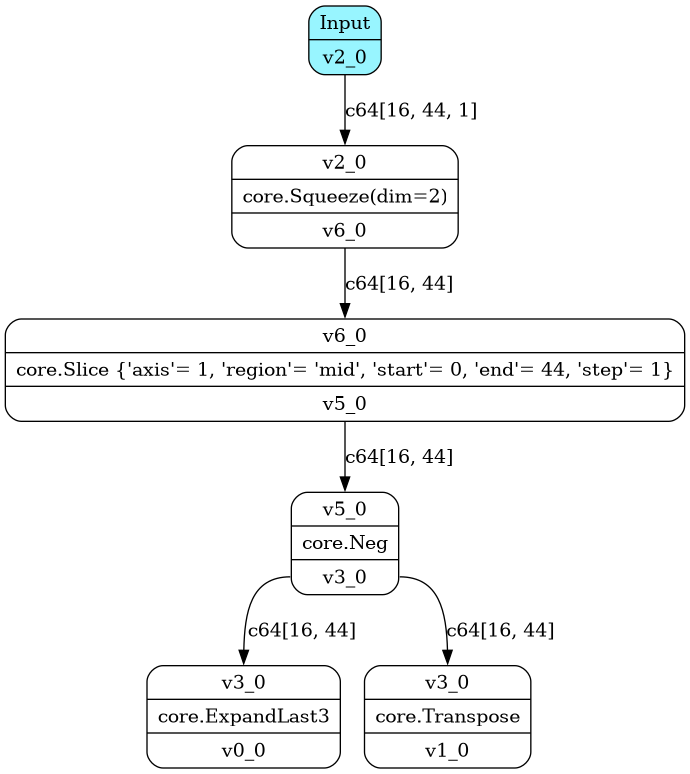 Input
v2_0
c64[16, 44, 1]
v2_0
core.Squeeze(dim=2)
v6_0
c64[16, 44]
v6_0
core.Slice {'axis'= 1, 'region'= 'mid', 'start'= 0, 'end'= 44, 'step'= 1}
v5_0
c64[16, 44]
v5_0
core.Neg
v3_0
c64[16, 44]
c64[16, 44]
v3_0
core.ExpandLast3
v0_0
v3_0
core.Transpose
v1_0